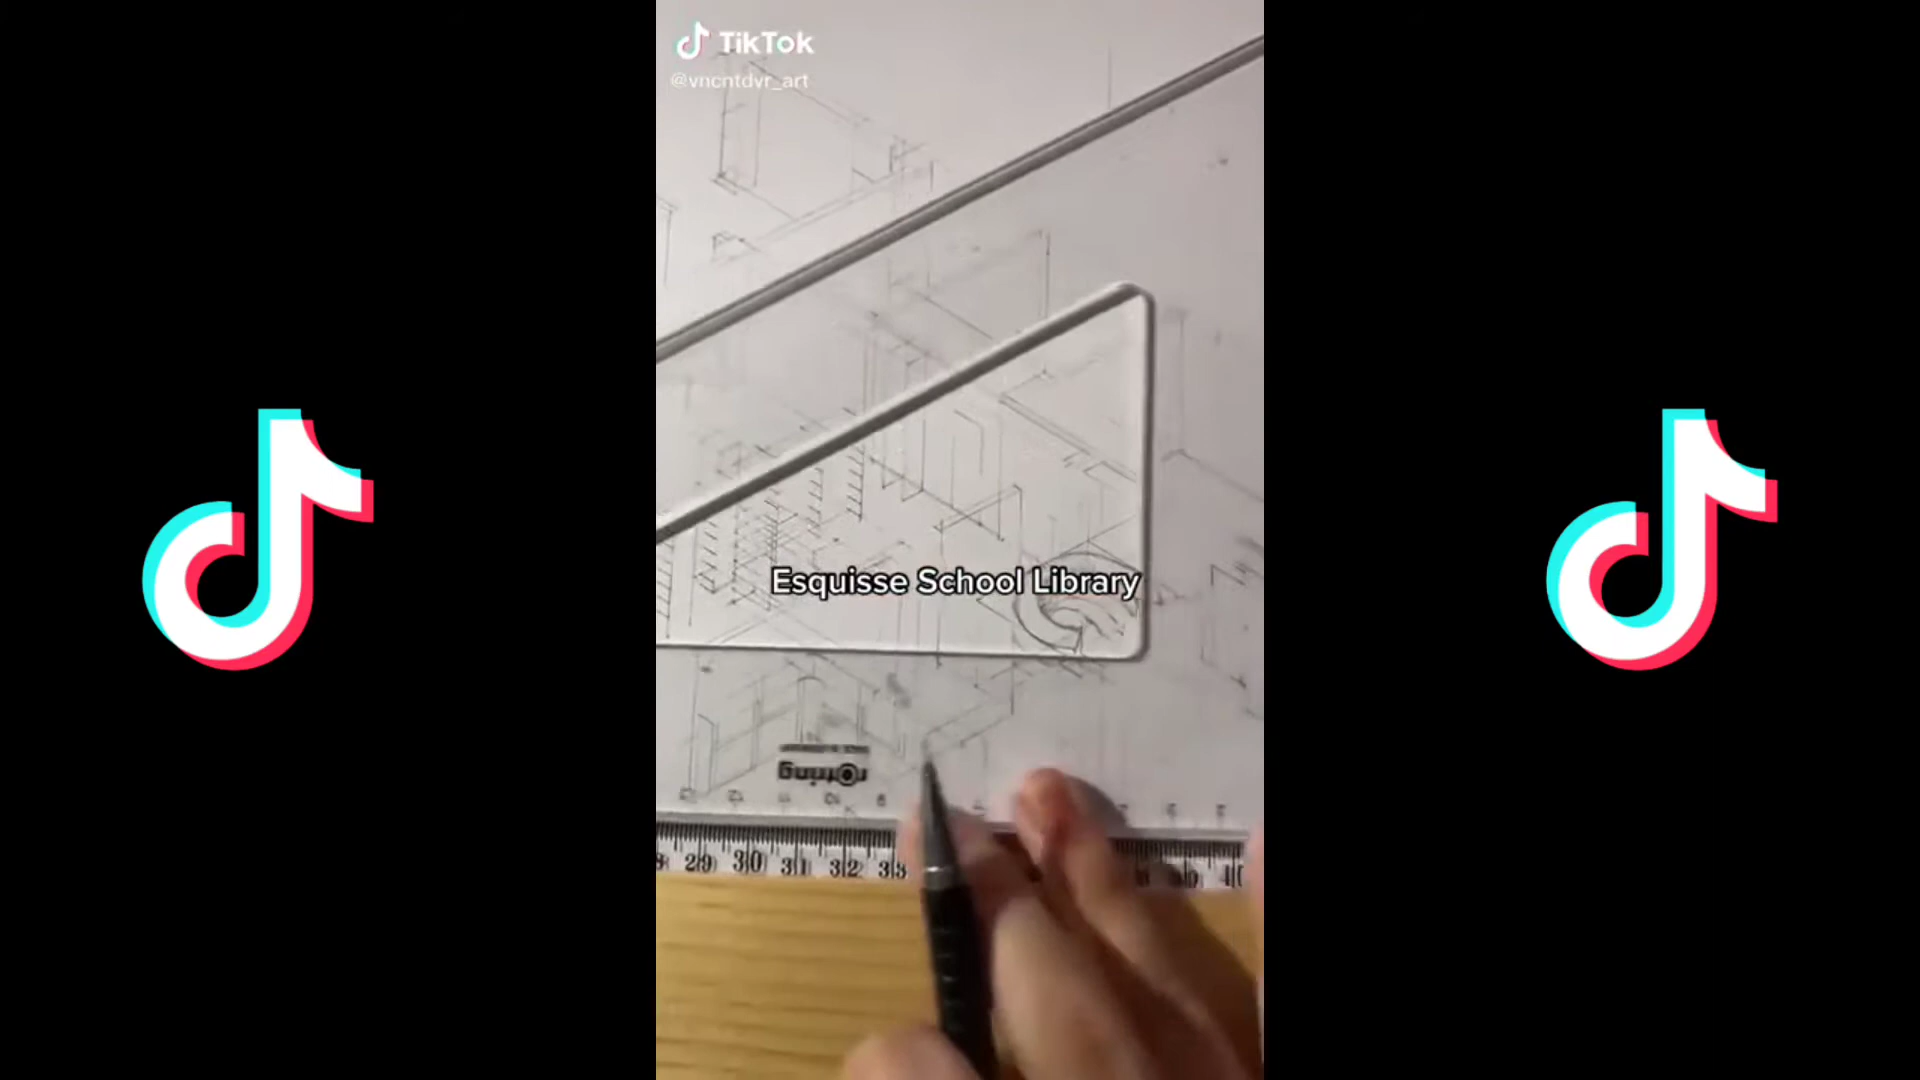 TikTok
@vncntdvr_art
Esquisse School Library
rotring
29 30 31 32 33